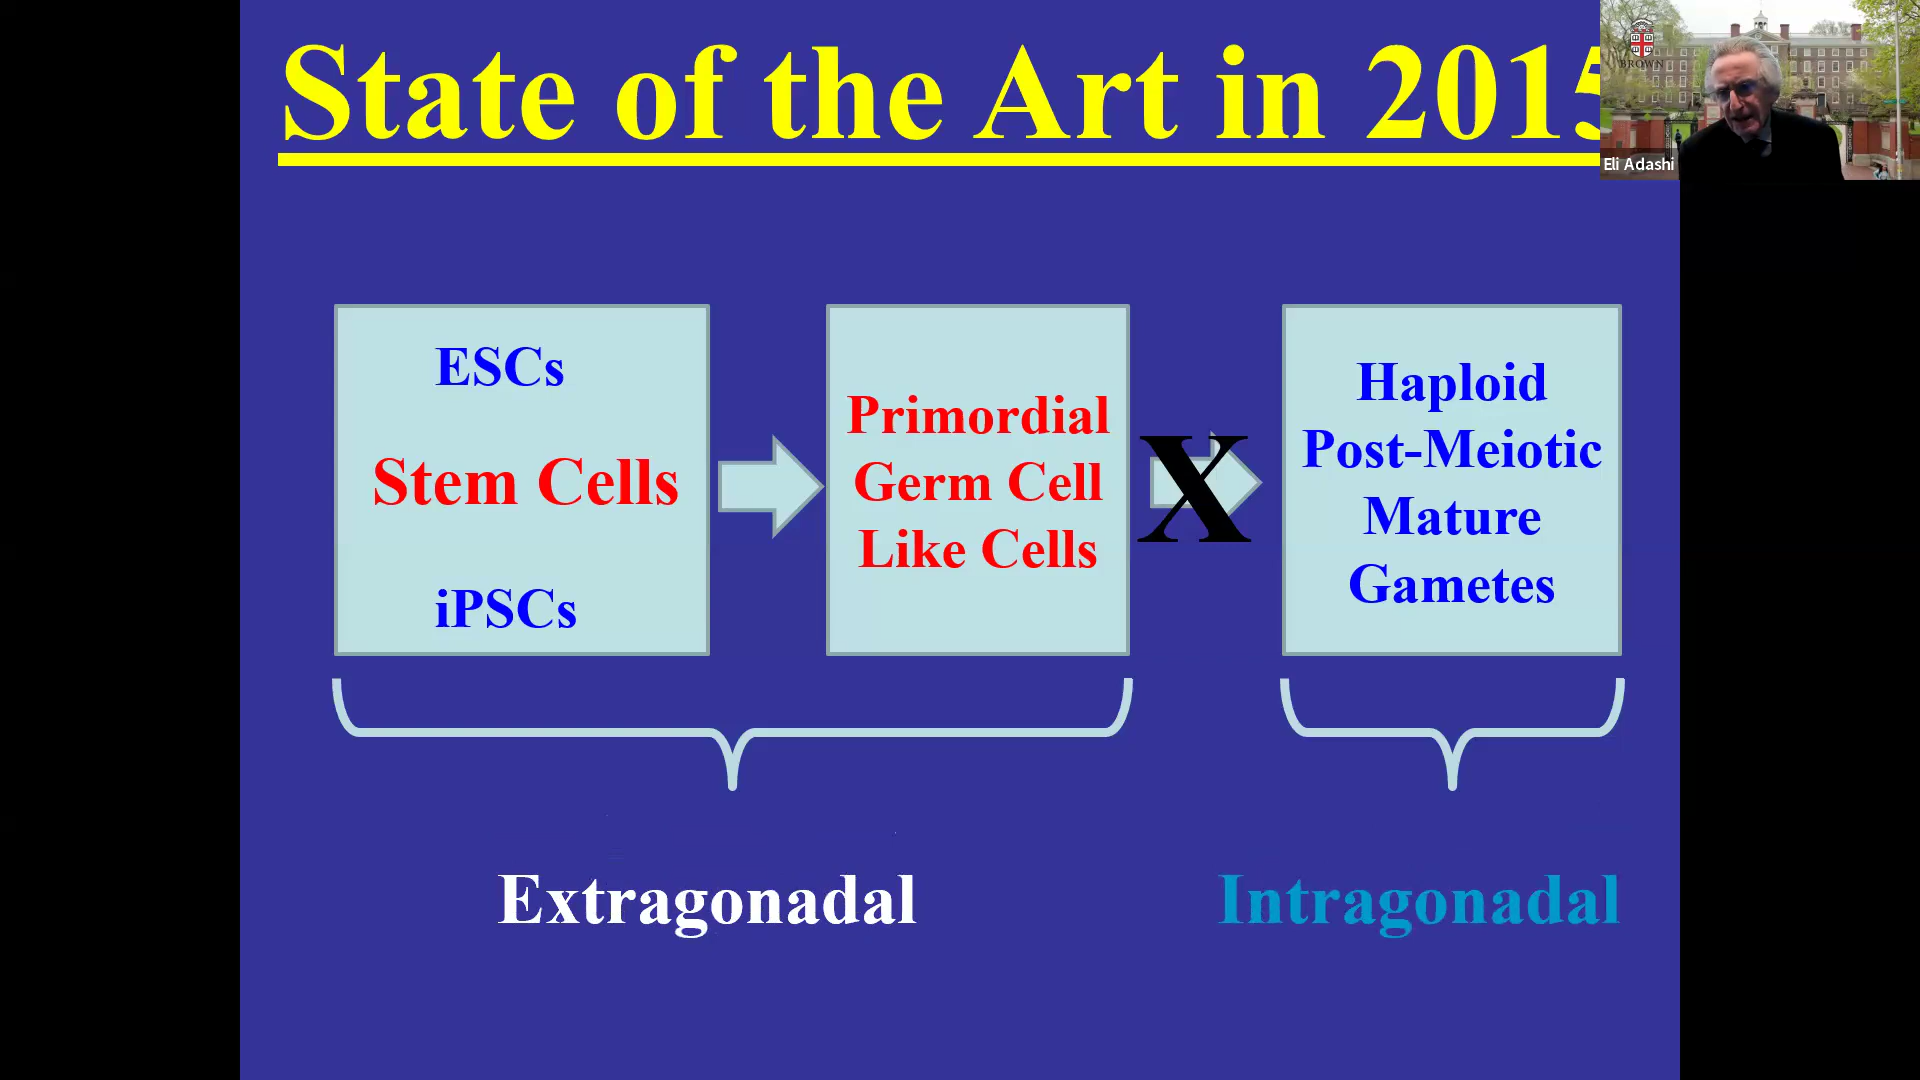 State of the Art in 2015
BROWN
Eli Adashi
ESCs
Stem Cells
iPSCs
Primordial
Germ Cell
Like Cells
X
Haploid
Post-Meiotic
Mature
Gametes
Extragonadal
Intragonadal